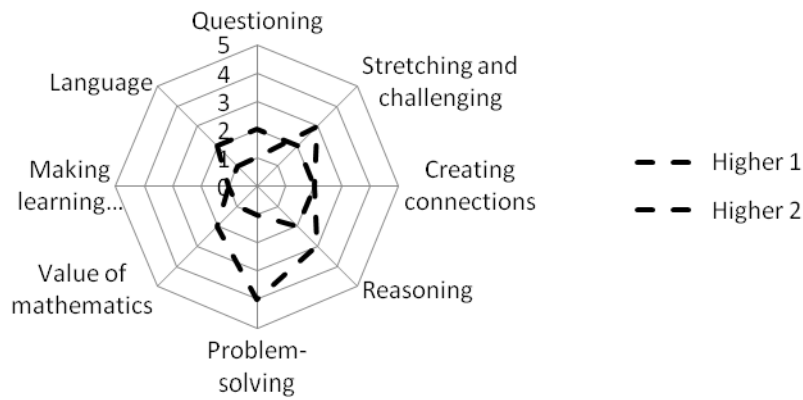 Questioning
5
4
3
2
1
0
Stretching and
challenging
Creating
connections
Reasoning
Problem-
solving
Value of
mathematics
Making
learning...
Language
Higher 1
Higher 2